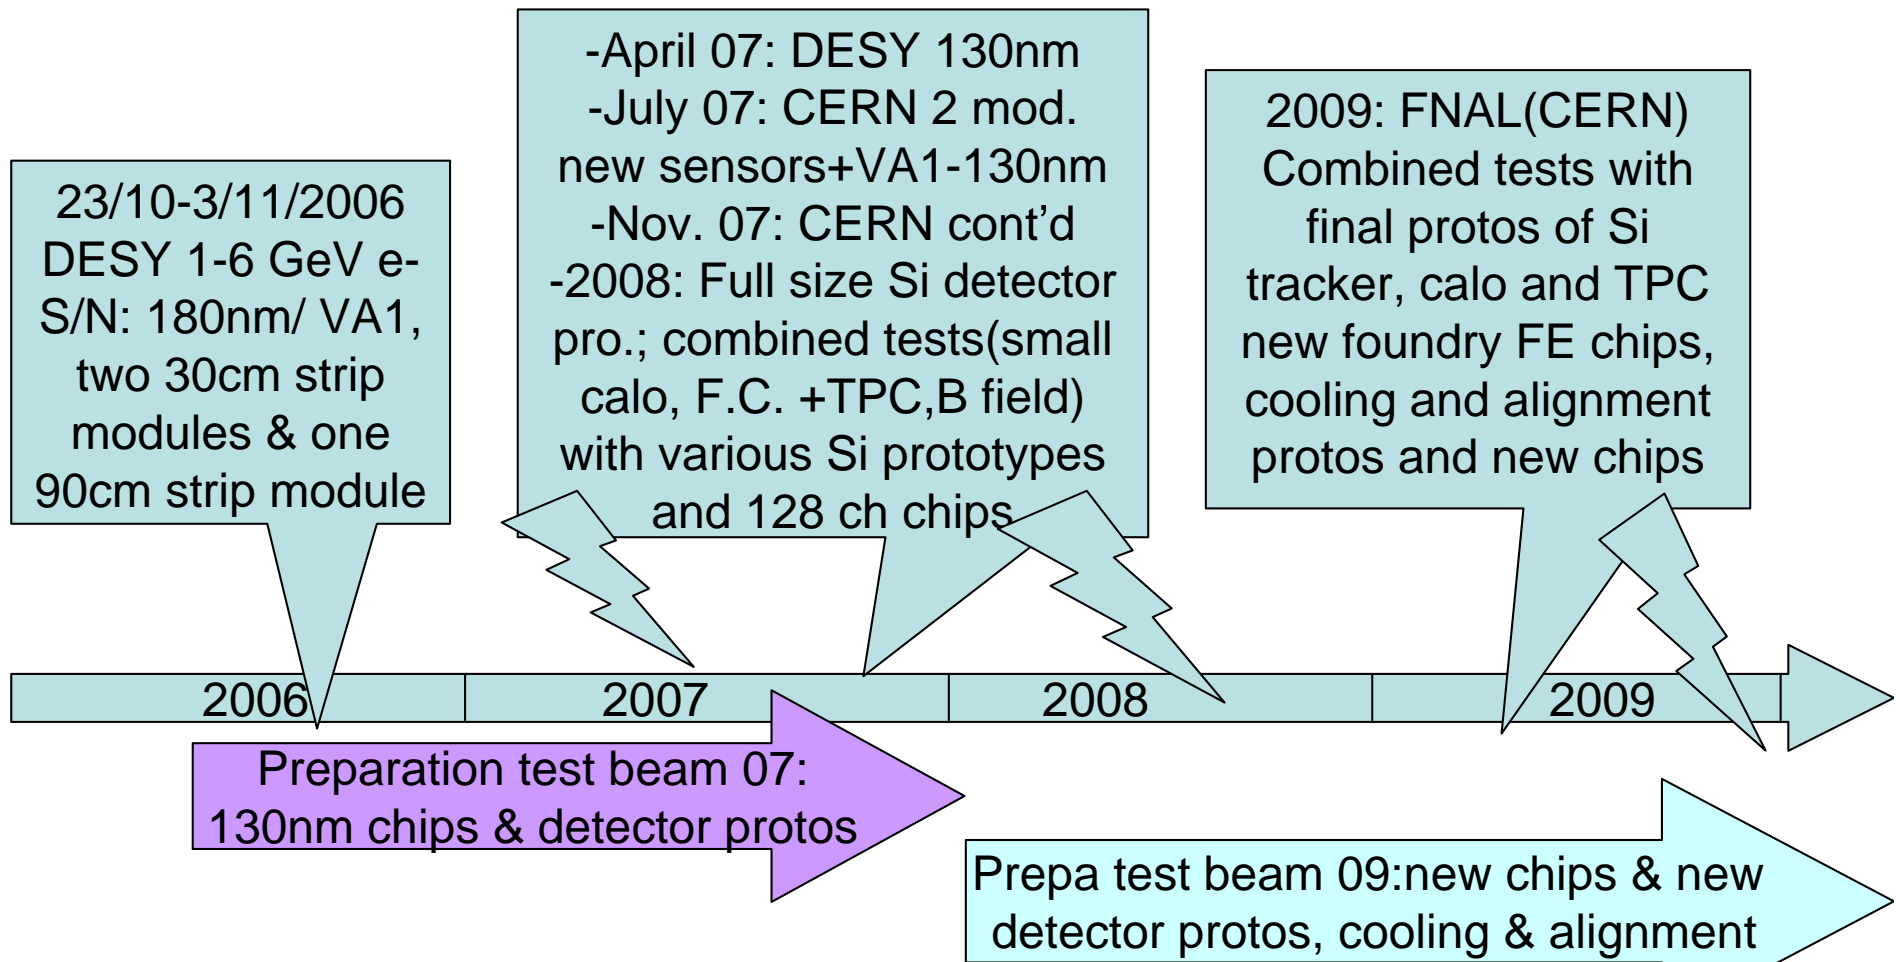 23/10-3/11/2006
DESY 1-6 GeV e-
S/N: 180nm/ VA1,
two 30cm strip
modules & one
90cm strip module
-April 07: DESY 130nm
-July 07: CERN 2 mod.
new sensors+VA1-130nm
-Nov. 07: CERN cont’d
-2008: Full size Si detector
pro.; combined tests(small
calo, F.C. +TPC,B field)
with various Si prototypes
and 128 ch chips
2009: FNAL(CERN)
Combined tests with
final protos of Si
tracker, calo and TPC
new foundry FE chips,
cooling and alignment
protos and new chips
2006
2007
2008
2009
Preparation test beam 07:
130nm chips & detector protos
Prepa test beam 09:new chips & new
detector protos, cooling & alignment